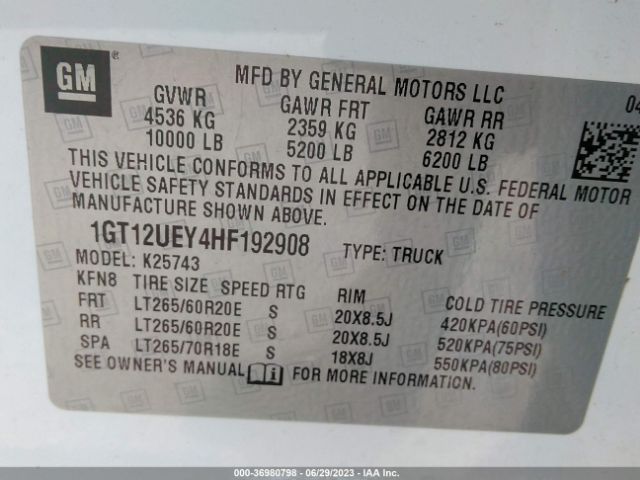 GM ®
MFD BY GENERAL MOTORS LLC
04
GVWR GAWR FRT GAWR RR
4536 KG 2359 KG 2812 KG
10000 LB 5200 LB 6200 LB
THIS VEHICLE CONFORMS TO ALL APPLICABLE U.S. FEDERAL MOTOR
VEHICLE SAFETY STANDARDS IN EFFECT ON THE DATE OF
MANUFACTURE SHOWN ABOVE.
1GT12UEY4HF192908 TYPE: TRUCK
MODEL: K25743
KFN8 TIRE SIZE SPEED RTG RIM COLD TIRE PRESSURE
FRT LT265/60R20E S 20X8.5J 420KPA(60PSI)
RR LT265/60R20E S 20X8.5J 520KPA(75PSI)
SPA LT265/70R18E S 18X8J 550KPA(80PSI)
SEE OWNER'S MANUAL FOR MORE INFORMATION.
000-36980798 - 06/29/2023 - IAAI.com